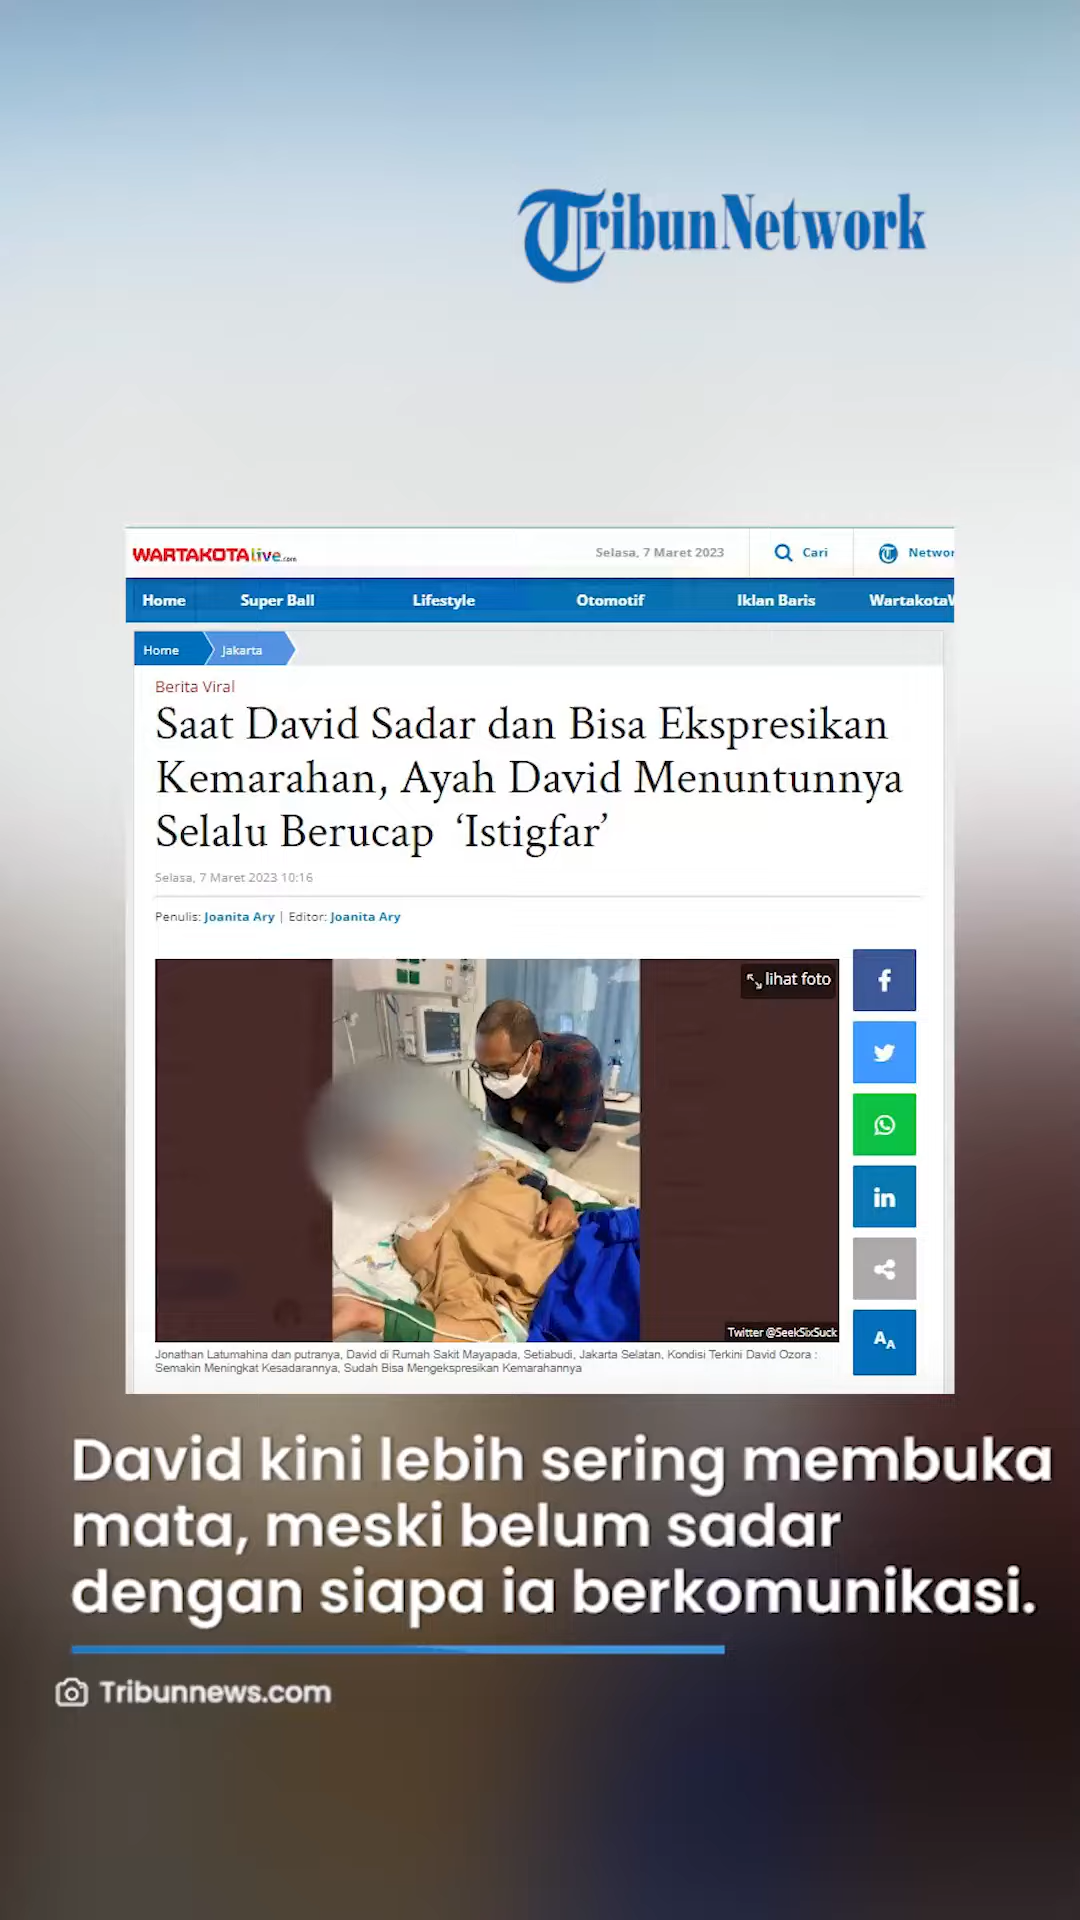 Tribun Network
WARTAKOTAlive.com
Selasa, 7 Maret 2023
Cari
Networ
Home
Super Ball
Lifestyle
Otomotif
Iklan Baris
Wartakota
Home
Jakarta
Berita Viral
Saat David Sadar dan Bisa Ekspresikan
Kemarahan, Ayah David Menuntunnya
Selalu Berucap ‘Istigfar’
Selasa, 7 Maret 2023 10:16
Penulis: Joanita Ary | Editor: Joanita Ary
lihat foto
Twitter @SeekSixSuck
Jonathan Latumahina dan putranya, David di Rumah Sakit Mayapada, Setiabudi, Jakarta Selatan, Kondisi Terkini David Ozora :
Semakin Meningkat Kesadarannya, Sudah Bisa Mengekspresikan Kemarahannya
David kini lebih sering membuka
mata, meski belum sadar
dengan siapa ia berkomunikasi.
Tribunnews.com